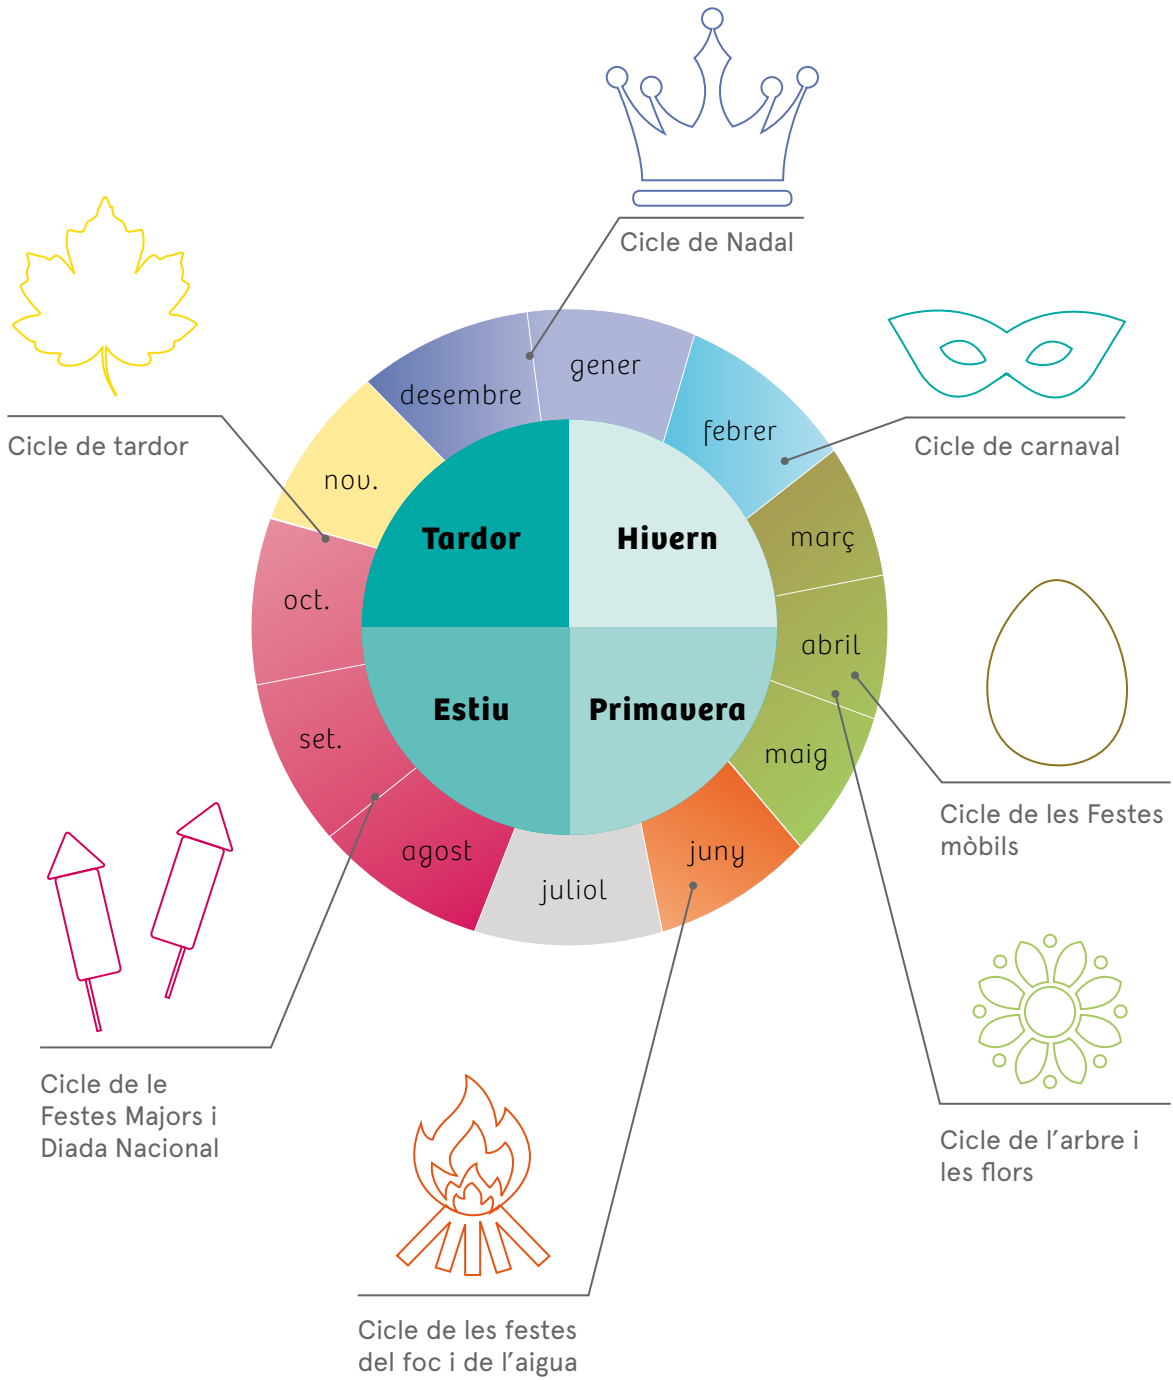 Cicle de Nadal
Cicle de tardor
Cicle de carnaval
gener
desembre
febrer
nov.
març
oct.
abril
set.
maig
agost
juny
juliol
Tardor
Hivern
Estiu
Primavera
Cicle de les Festes
mòbils
Cicle de le
Festes Majors i
Diada Nacional
Cicle de l’arbre i
les flors
Cicle de les festes
del foc i de l’aigua